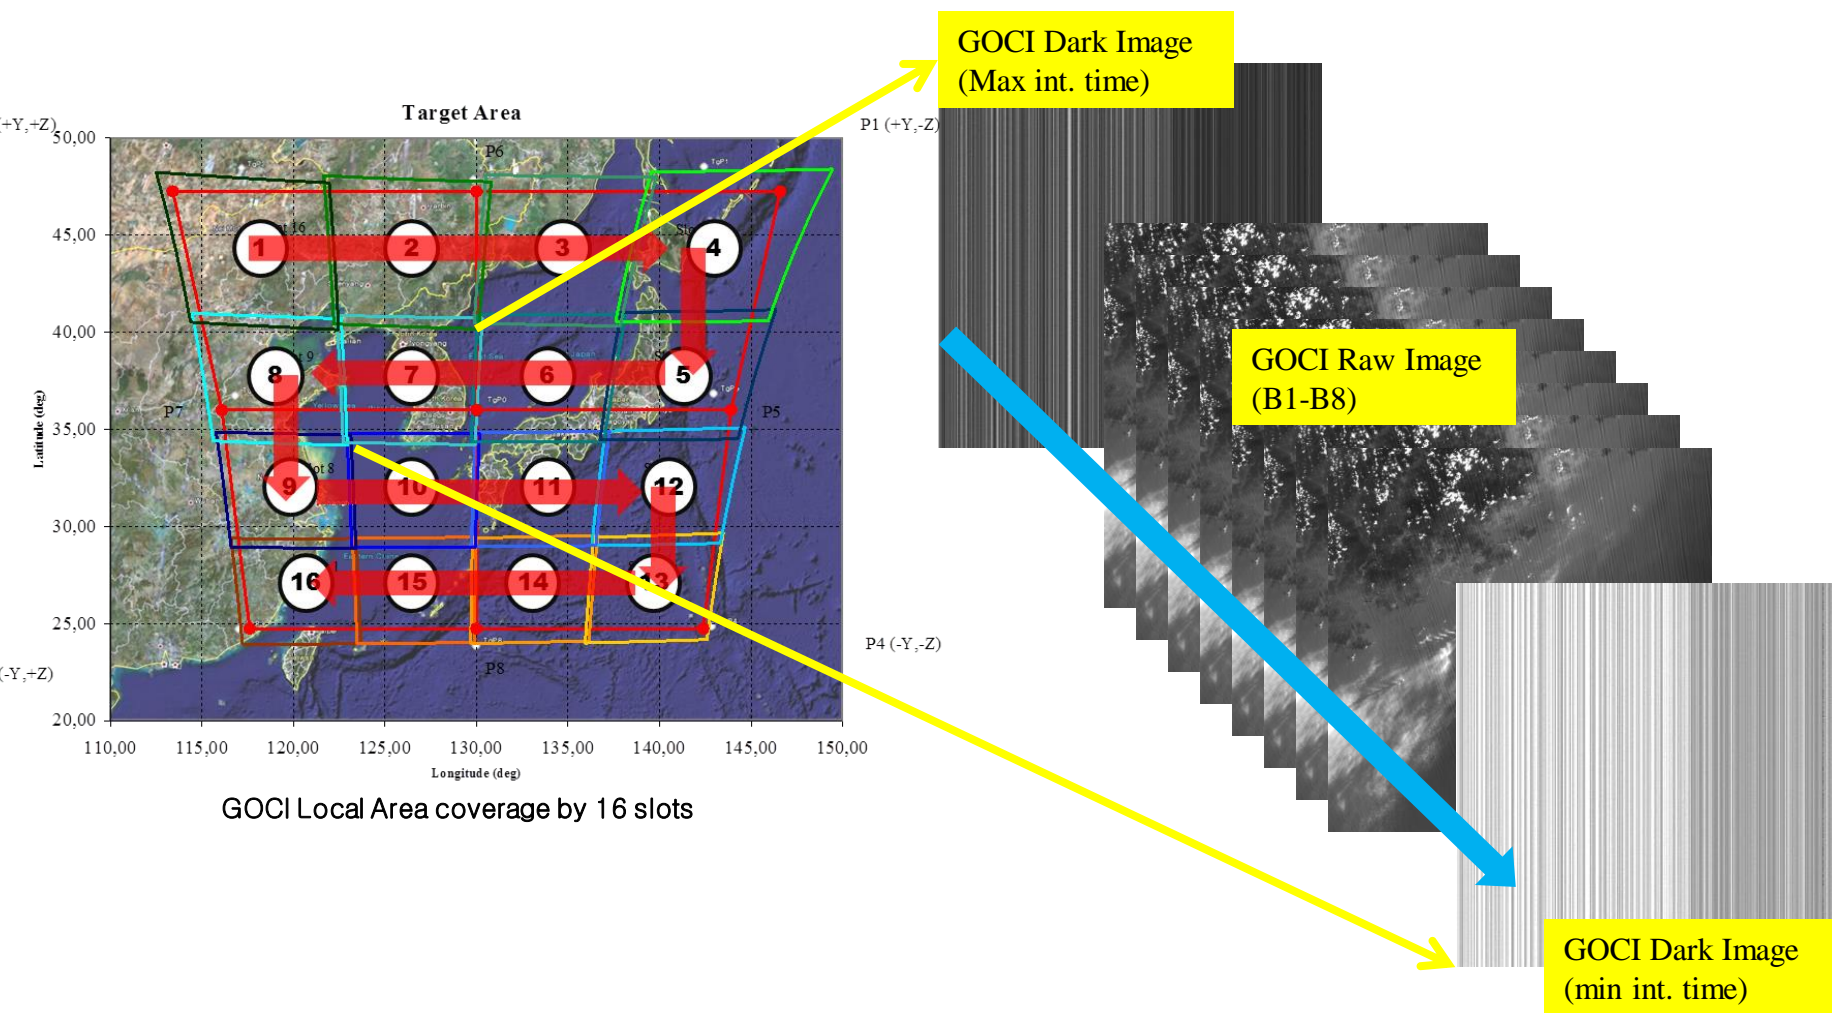 GOCI Dark Image
(Max int. time)
Target Area
(+Y,+Z)
P1 (+Y,-Z)
50,00
P6
45,00
1
2
3
4
40,00
8
7
6
5
TgP0
P7
P5
Latitude (deg)
35,00
9
10
11
12
30,00
16
15
14
13
25,00
P8
(-Y,+Z)
P4 (-Y,-Z)
20,00
110,00 115,00 120,00 125,00 130,00 135,00 140,00 145,00 150,00
Longitude (deg)
GOCI Local Area coverage by 16 slots
GOCI Raw Image
(B1-B8)
GOCI Dark Image
(min int. time)